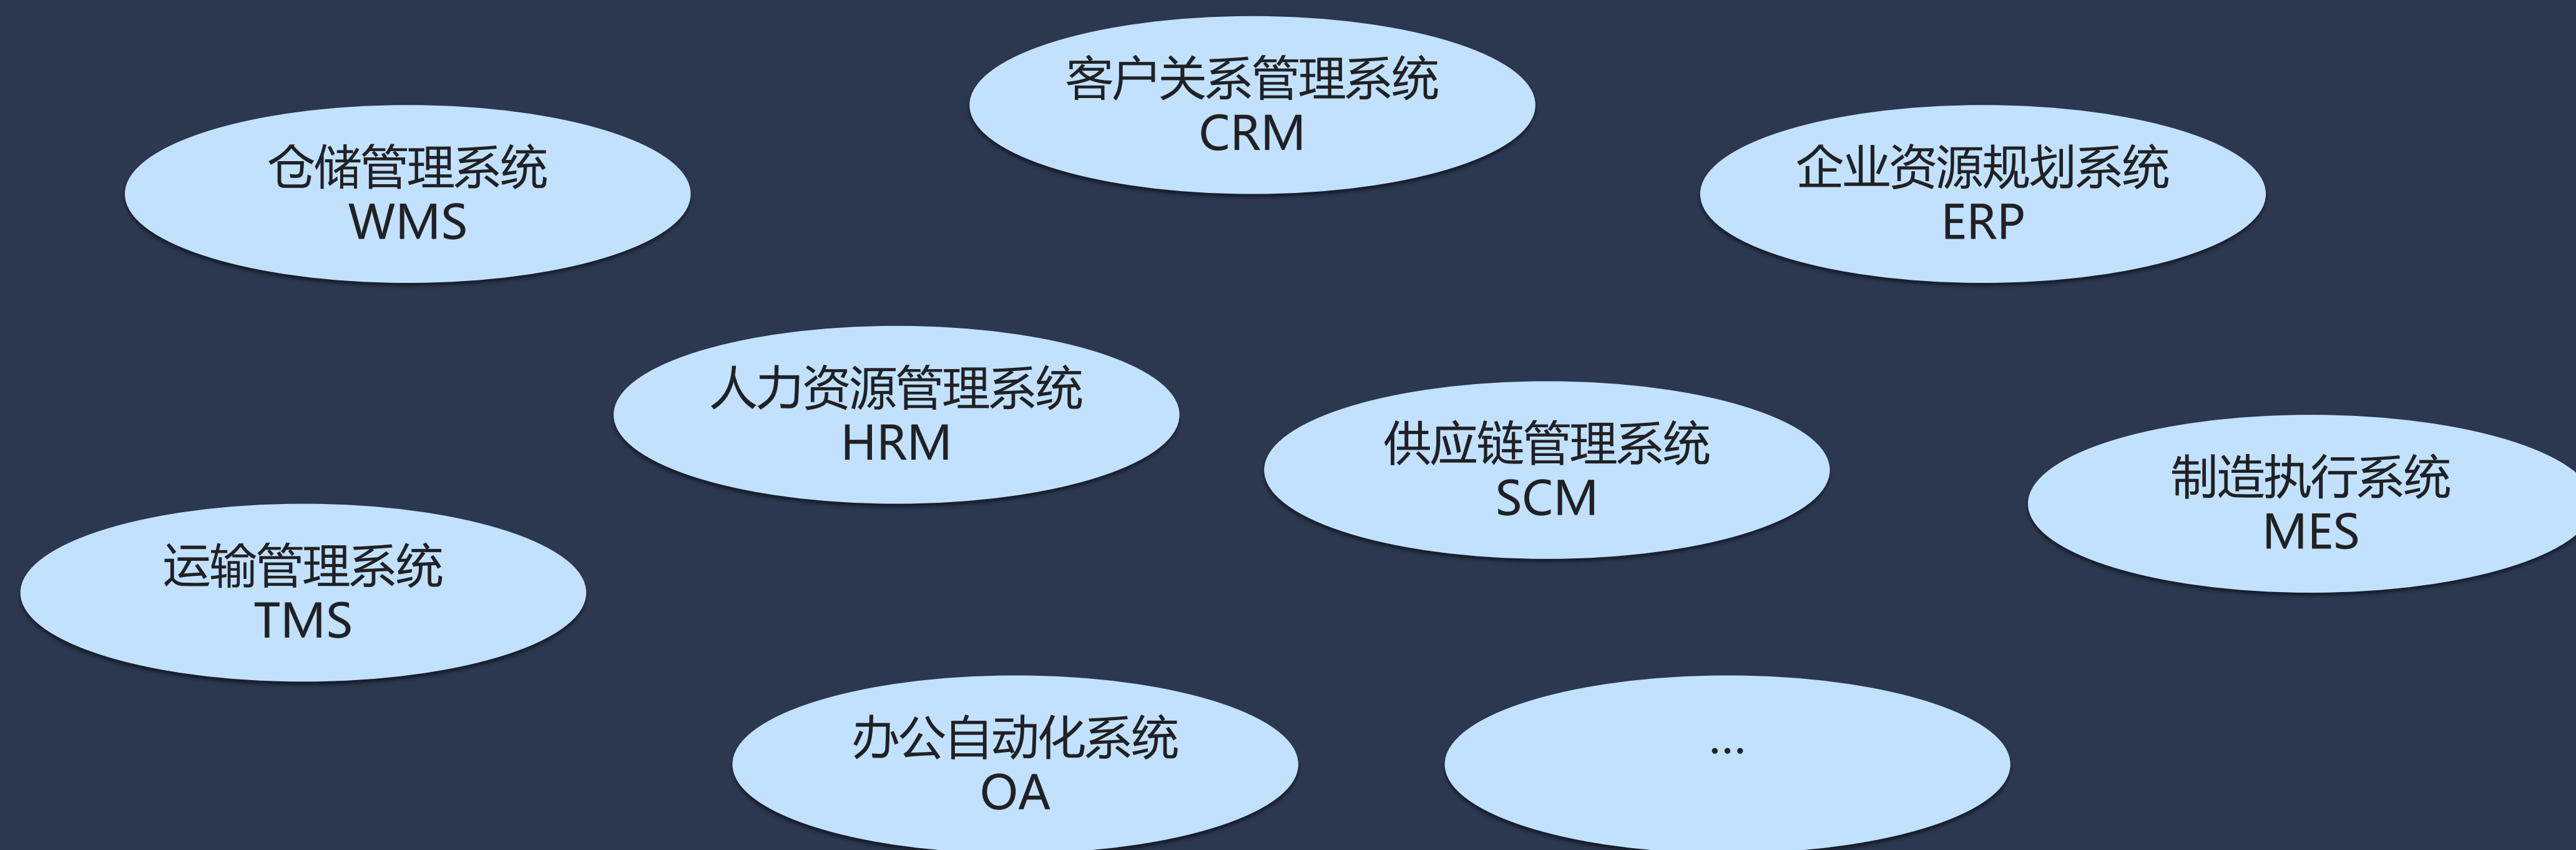 客户关系管理系统
CRM
仓储管理系统
WMS
企业资源规划系统
ERP
人力资源管理系统
HRM
供应链管理系统
SCM
制造执行系统
MES
运输管理系统
TMS
办公自动化系统
OA
...